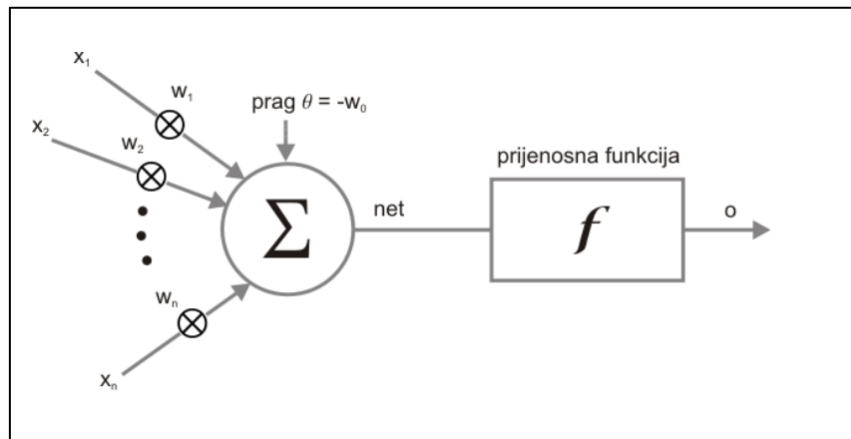 x₁
w₁
prag θ = -w₀
x₂
w₂
prijenosna funkcija
Σ
net
f
o
wₙ
xₙ